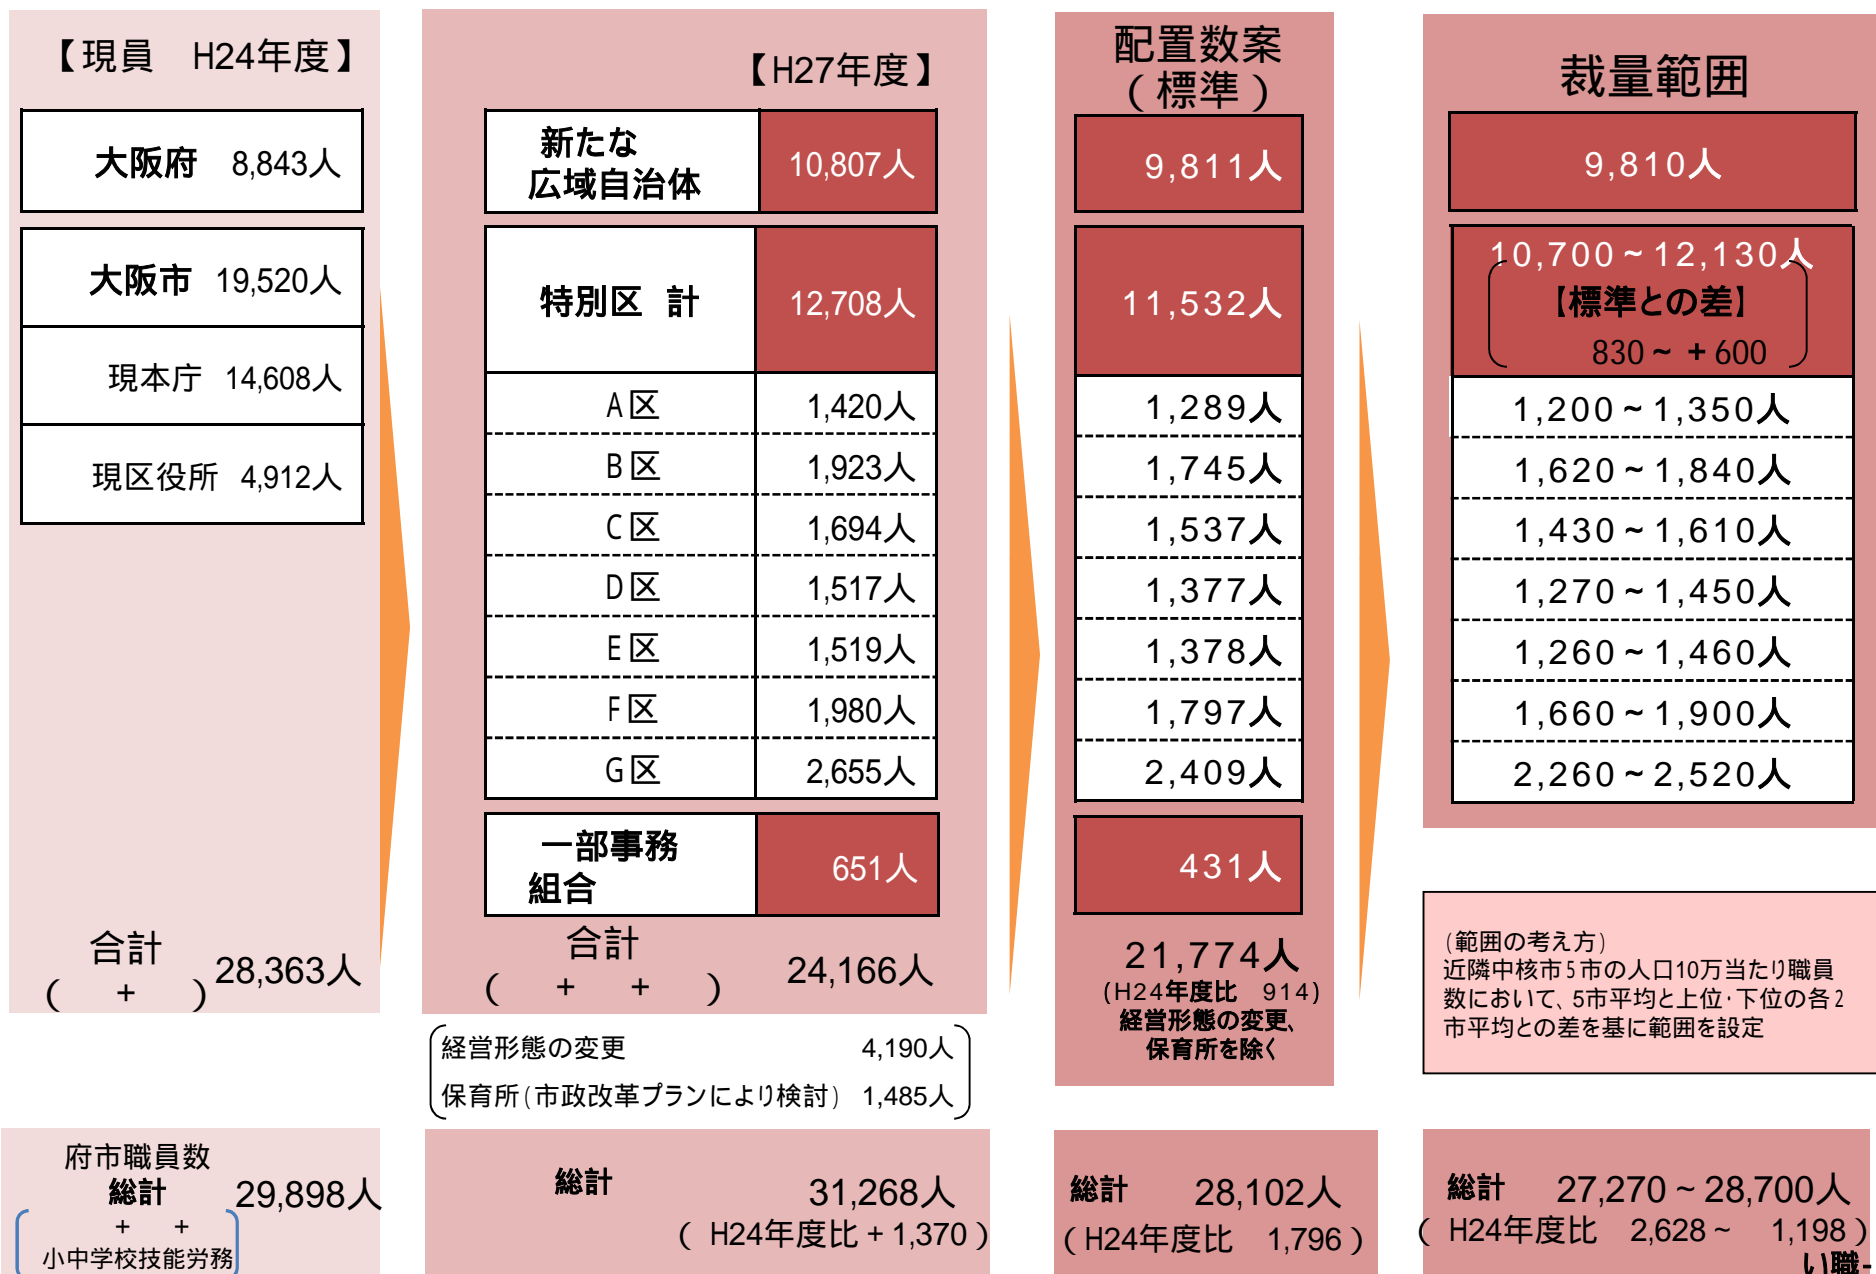 【現員　H24年度】
大阪府 8,843人
大阪市 19,520人
現本庁 14,608人
現区役所 4,912人
合計
( + ) 28,363人
府市職員数
総計 29,898人
+ +
小中学校技能労務
【H27年度】
新たな
広域自治体 10,807人
特別区 計 12,708人
A区 1,420人
B区 1,923人
C区 1,694人
D区 1,517人
E区 1,519人
F区 1,980人
G区 2,655人
一部事務
組合 651人
合計
( + + ) 24,166人
経営形態の変更 4,190人
保育所(市政改革プランにより検討) 1,485人
総計
31,268人
( H24年度比+1,370 )
配置数案
(標準)
9,811人
11,532人
1,289人
1,745人
1,537人
1,377人
1,378人
1,797人
2,409人
431人
21,774人
(H24年度比　914)
経営形態の変更、
保育所を除く
総計 28,102人
( H24年度比　1,796 )
裁量範囲
9,810人
10,700~12,130人
【標準との差】
830~ +600
1,200~1,350人
1,620~1,840人
1,430~1,610人
1,270~1,450人
1,260~1,460人
1,660~1,900人
2,260~2,520人
(範囲の考え方)
近隣中核市5市の人口10万当たり職員
数において、5市平均と上位・下位の各2
市平均との差を基に範囲を設定
総計 27,270~28,700人
( H24年度比　2,628~　1,198 )
い職-